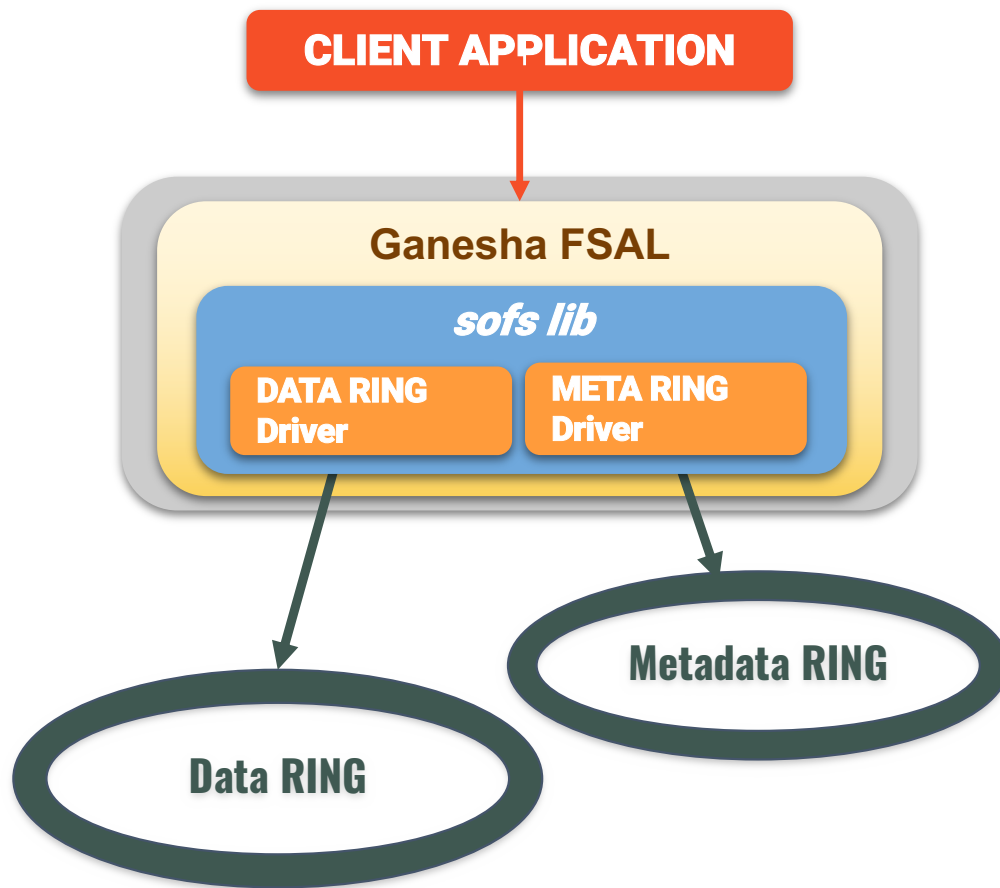 CLIENT APPLICATION
Ganesha FSAL
sofs lib
DATA RING
Driver
META RING
Driver
Metadata RING
Data RING